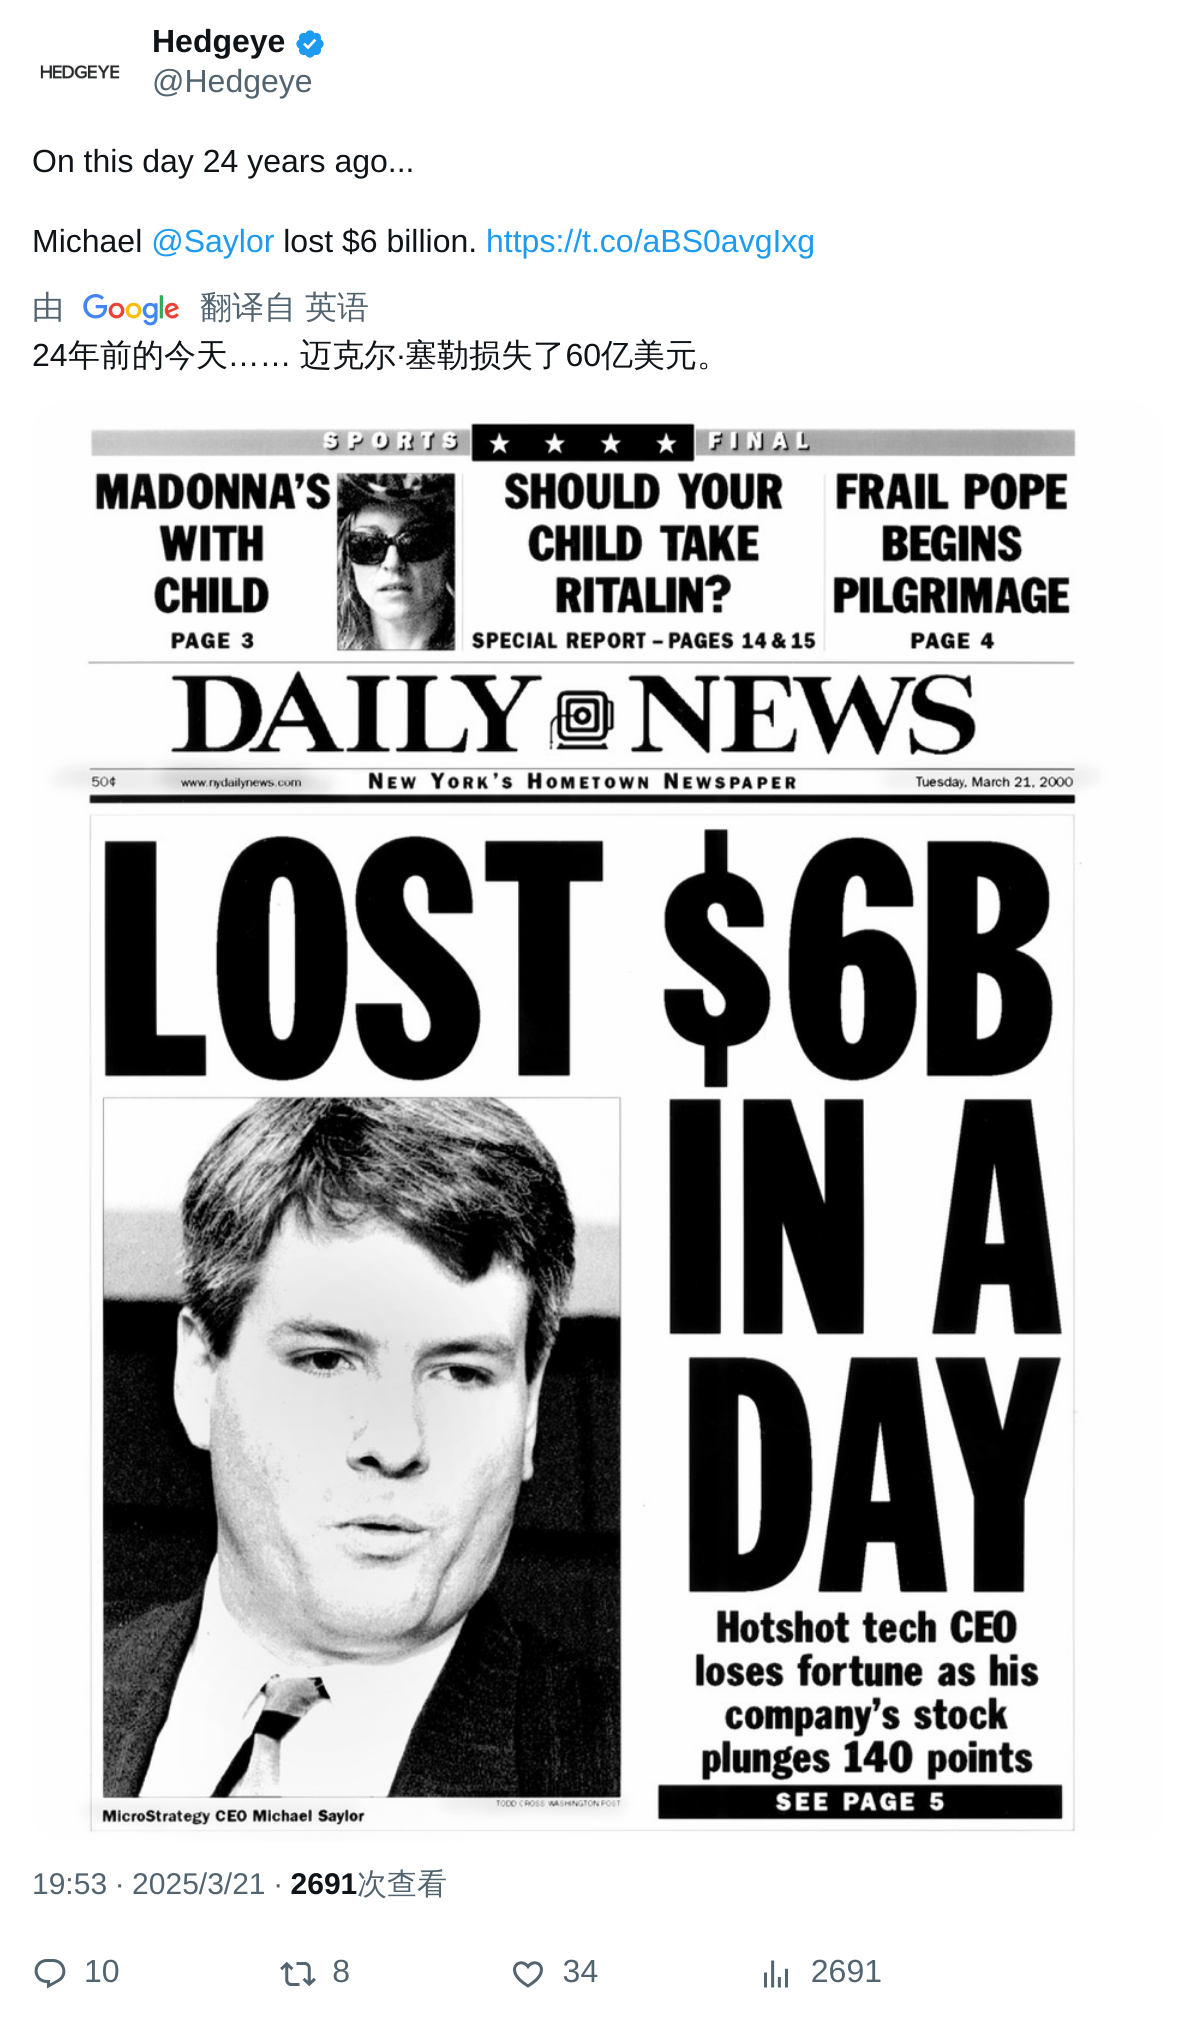 Hedgeye
HEDGEYE
@Hedgeye
On this day 24 years ago...
Michael @Saylor lost $6 billion. https://t.co/aBS0avgIxg
由 Google 翻译自 英语
24年前的今天…… 迈克尔·塞勒损失了60亿美元。
SPORTS ★ ★ ★ ★ FINAL
MADONNA'S
WITH
CHILD
PAGE 3
SHOULD YOUR
CHILD TAKE
RITALIN?
SPECIAL REPORT – PAGES 14 & 15
FRAIL POPE
BEGINS
PILGRIMAGE
PAGE 4
DAILY NEWS
50¢ www.nydailynews.com NEW YORK'S HOMETOWN NEWSPAPER Tuesday, March 21, 2000
LOST $6B
IN A
DAY
Hotshot tech CEO
loses fortune as his
company's stock
plunges 140 points
SEE PAGE 5
TODD CROSS WASHINGTON POST
MicroStrategy CEO Michael Saylor
19:53 · 2025/3/21 · 2691次查看
10 8 34 2691